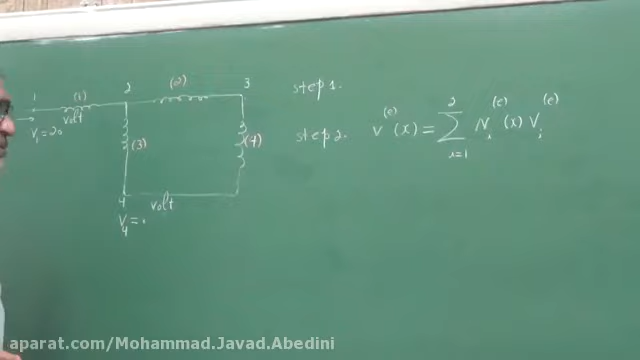 1 (1) 2 (2) 3
volt
V₁=20
(3) (4)
4 volt
V₄=0
step 1.
step 2. v⁽ᵉ⁾(x) = Σ²ᵢ₌₁ Nᵢ⁽ᵉ⁾(x) Vᵢ⁽ᵉ⁾
aparat.com/Mohammad.Javad.Abedini